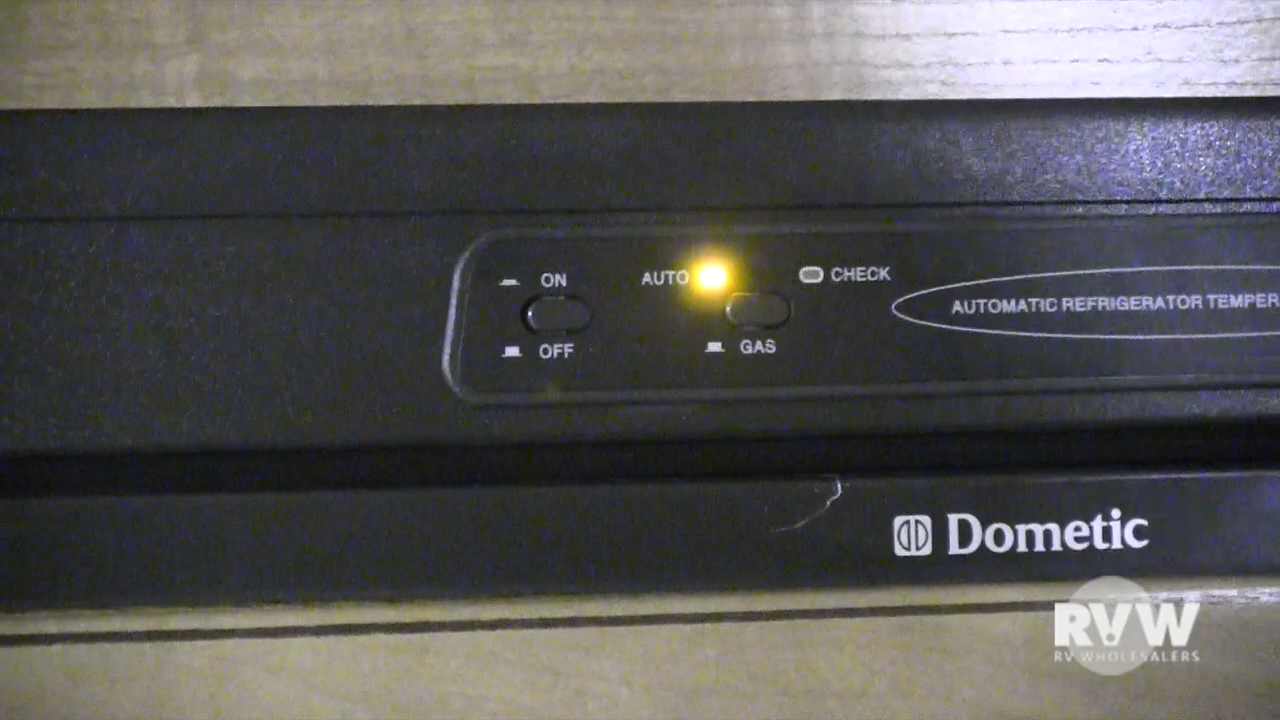 ON
AUTO
CHECK
AUTOMATIC REFRIGERATOR TEMPER
OFF
GAS
Dometic
RVW
RV WHOLESALERS